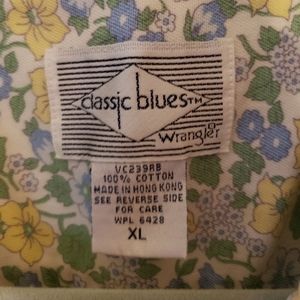 classic blues™
Wrangler®
VC239RB
100% COTTON
MADE IN HONG KONG
SEE REVERSE SIDE
FOR CARE
WPL 6428
XL